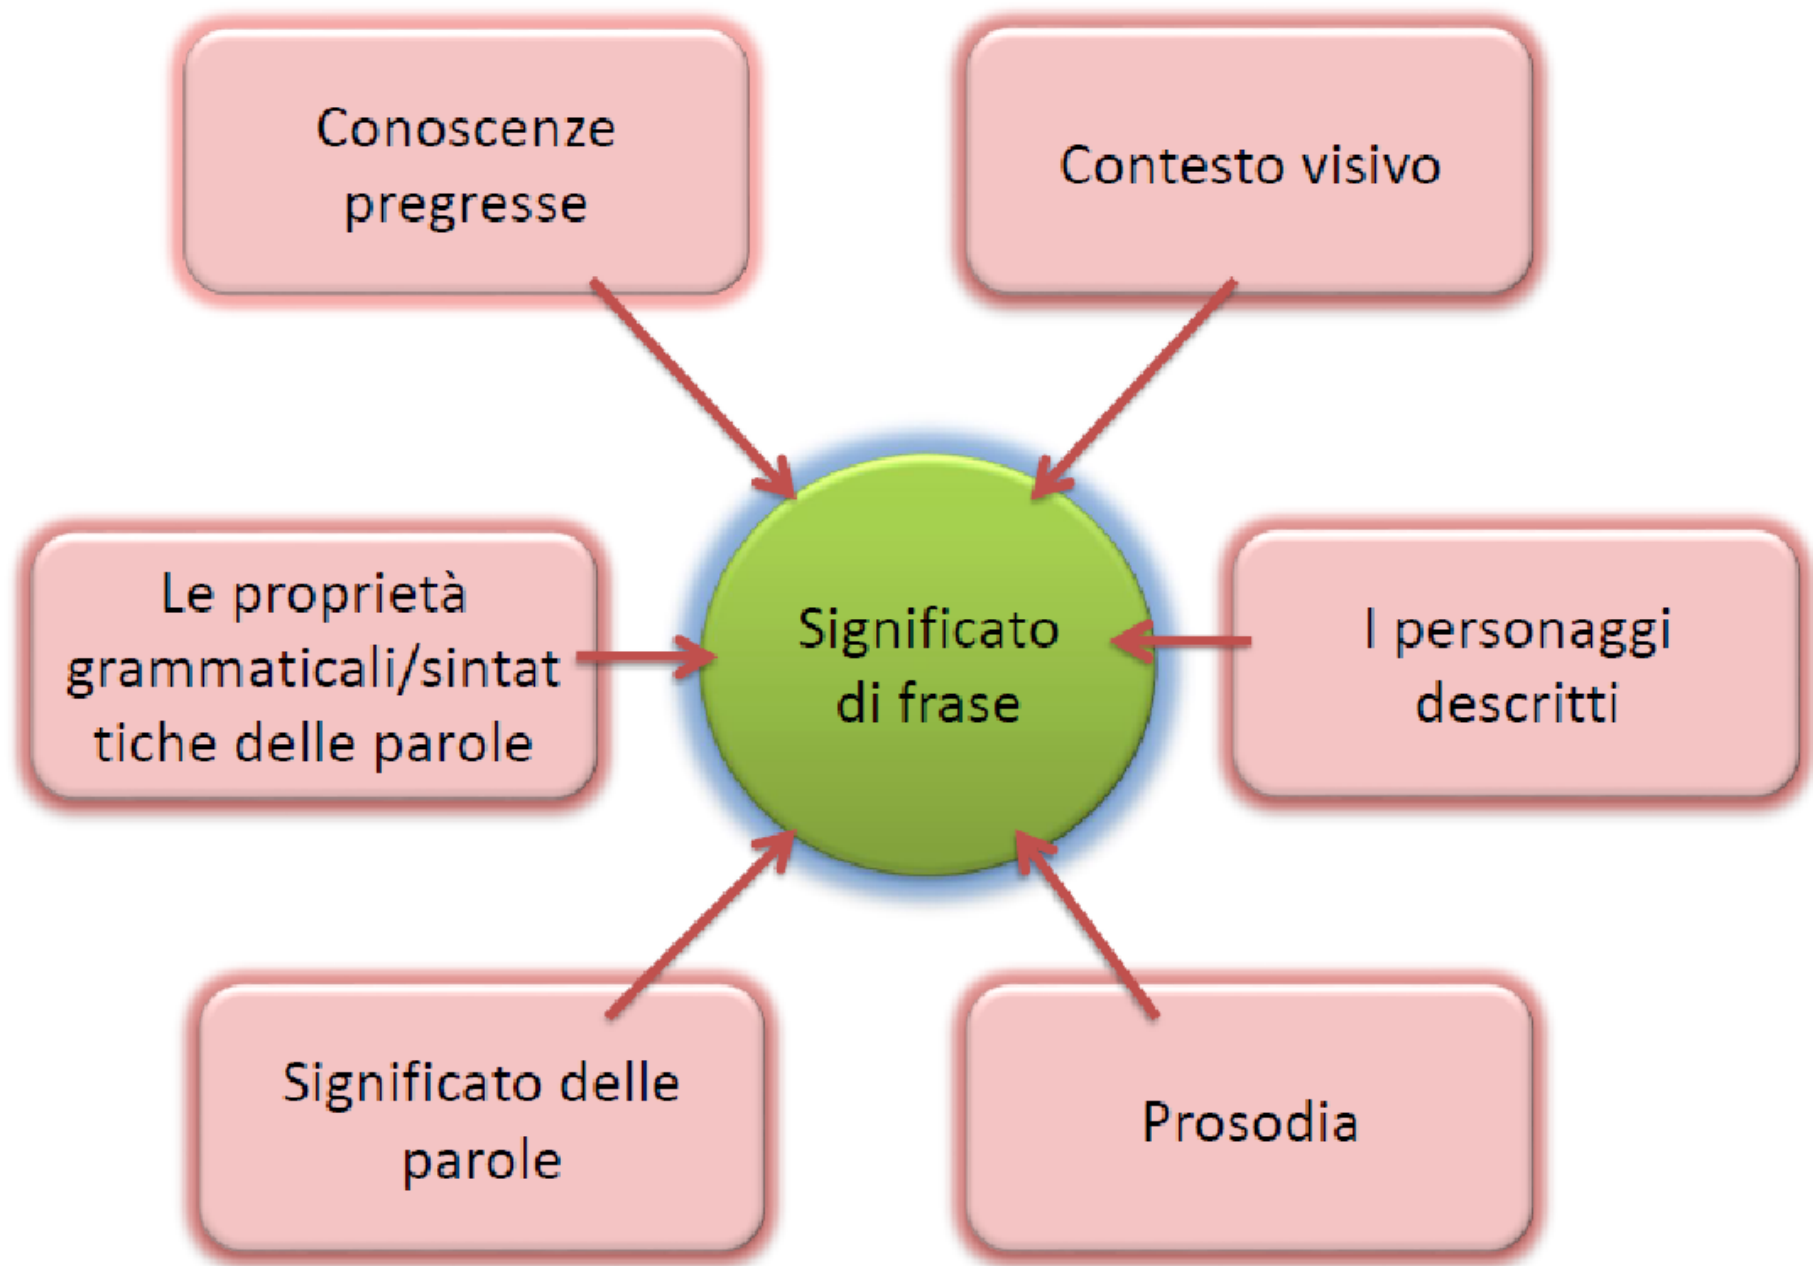 Conoscenze
pregresse
Contesto visivo
Le proprietà
grammaticali/sintat
tiche delle parole
Significato
di frase
I personaggi
descritti
Significato delle
parole
Prosodia